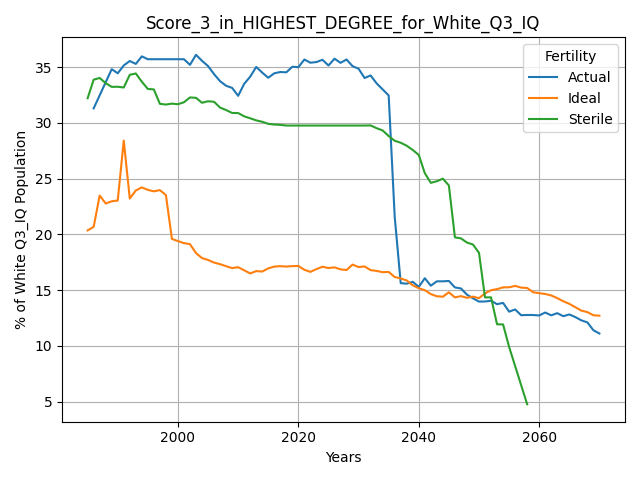 Score_3_in_HIGHEST_DEGREE_for_White_Q3_IQ
% of White Q3_IQ Population
35
30
25
20
15
10
5
Fertility
Actual
Ideal
Sterile
2000 2020 2040 2060
Years